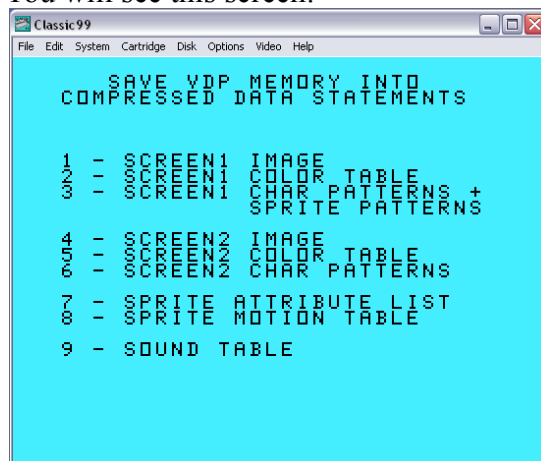 You will see this screen:
Classic99
File Edit System Cartridge Disk Options Video Help
SAVE VDP MEMORY INTO
COMPRESSED DATA STATEMENTS
1 - SCREEN1 IMAGE
2 - SCREEN1 COLOR TABLE
3 - SCREEN1 CHAR PATTERNS +
SPRITE PATTERNS
4 - SCREEN2 IMAGE
5 - SCREEN2 COLOR TABLE
6 - SCREEN2 CHAR PATTERNS
7 - SPRITE ATTRIBUTE LIST
8 - SPRITE MOTION TABLE
9 - SOUND TABLE